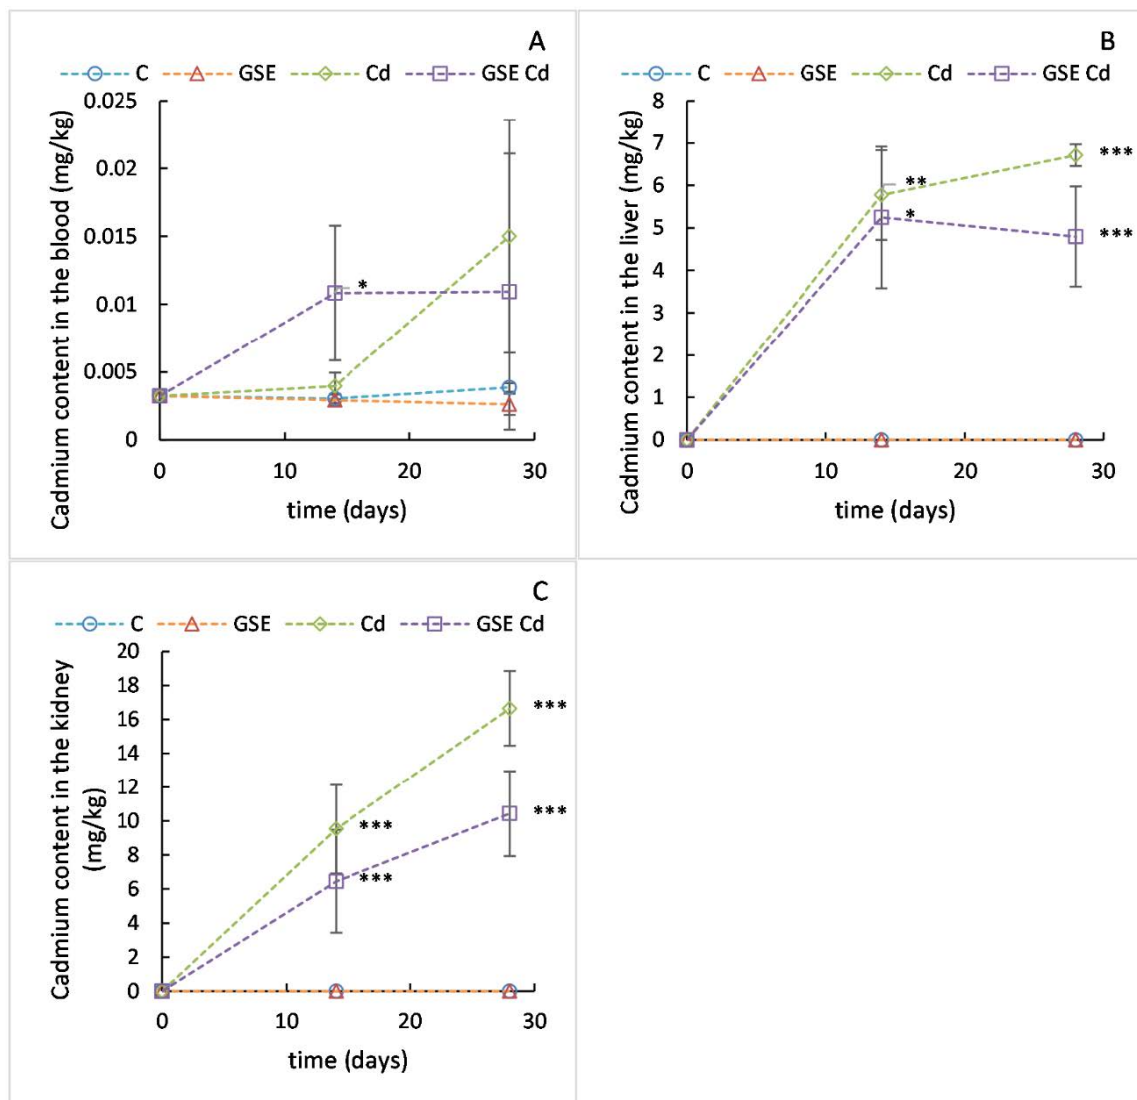 A
C GSE Cd GSE Cd
Cadmium content in the blood (mg/kg)
0.025
0.02
0.015
0.01
0.005
0
*
0 10 20 30
time (days)
B
C GSE Cd GSE Cd
Cadmium content in the liver (mg/kg)
8
7
6
5
4
3
2
1
0
***
**
*
***
0 10 20 30
time (days)
C
C GSE Cd GSE Cd
Cadmium content in the kidney
(mg/kg)
20
18
16
14
12
10
8
6
4
2
0
***
***
***
***
0 10 20 30
time (days)